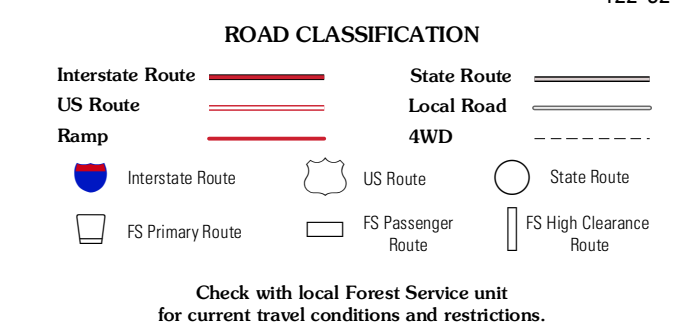 ROAD CLASSIFICATION
Interstate Route
State Route
US Route
Local Road
Ramp
4WD
Interstate Route
US Route
State Route
FS Primary Route
FS Passenger
Route
FS High Clearance
Route
Check with local Forest Service unit
for current travel conditions and restrictions.